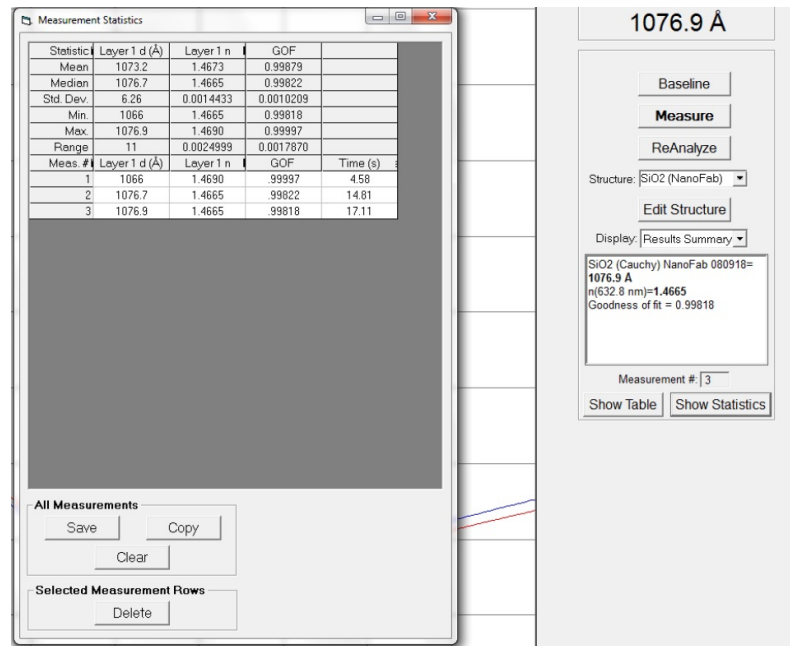 Measurement Statistics
Statistic Layer 1 d (Å) Layer 1 n GOF
Mean 1073.2 1.4673 0.99879
Median 1076.7 1.4665 0.99822
Std. Dev. 6.26 0.0014433 0.0010209
Min. 1066 1.4665 0.99818
Max. 1076.9 1.4690 0.99997
Range 11 0.0024999 0.0017870
Meas. # Layer 1 d (Å) Layer 1 n GOF Time (s)
1 1066 1.4690 .99997 4.58
2 1076.7 1.4665 .99822 14.81
3 1076.9 1.4665 .99818 17.11
All Measurements
Save Copy
Clear
Selected Measurement Rows
Delete
1076.9 Å
Baseline
Measure
ReAnalyze
Structure: SiO2 (NanoFab)
Edit Structure
Display: Results Summary
SiO2 (Cauchy) NanoFab 080918=
1076.9 Å
n(632.8 nm)=1.4665
Goodness of fit = 0.99818
Measurement #: 3
Show Table Show Statistics